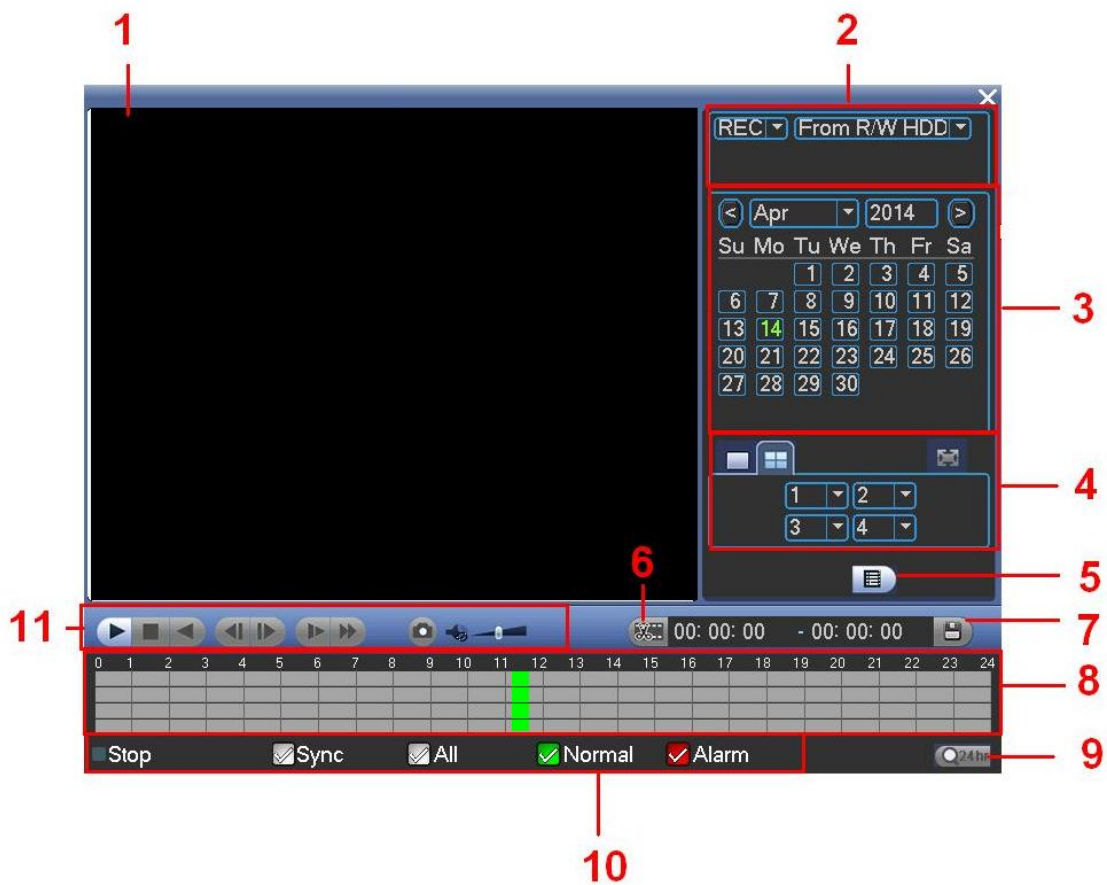 1
2
REC From R/W HDD
< Apr 2014 >
Su Mo Tu We Th Fr Sa
1 2 3 4 5
6 7 8 9 10 11 12
13 14 15 16 17 18 19
20 21 22 23 24 25 26
27 28 29 30
3
1 2
3 4
4
5
6
11
00: 00: 00 - 00: 00: 00
7
0 1 2 3 4 5 6 7 8 9 10 11 12 13 14 15 16 17 18 19 20 21 22 23 24
8
Stop Sync All Normal Alarm
24hr
9
10